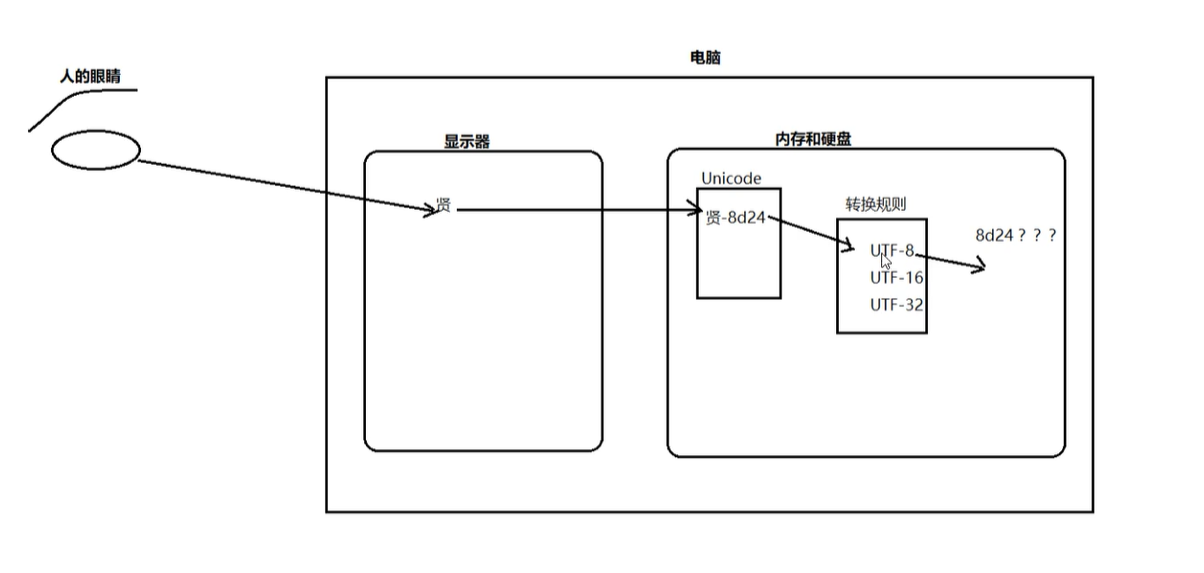 电脑
人的眼睛
显示器
内存和硬盘
Unicode
贤
贤-8d24
转换规则
UTF-8
UTF-16
UTF-32
8d24？？？